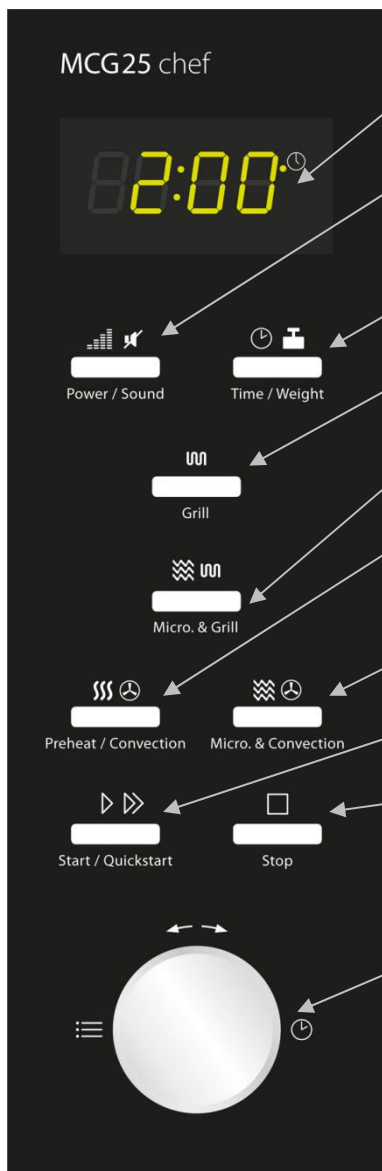 MCG25 chef
2:00
Power / Sound
Time / Weight
Grill
Micro. & Grill
Preheat / Convection
Micro. & Convection
Start / Quickstart
Stop